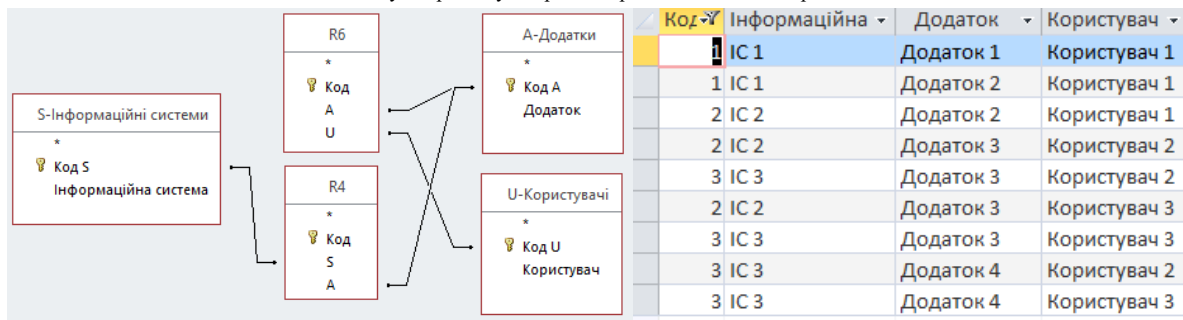 S-Інформаційні системи
*
Код S
Інформаційна система
R6
*
Код
A
U
R4
*
Код
S
A
A-Додатки
*
Код A
Додаток
U-Користувачі
*
Код U
Користувач
Код Інформаційна Додаток Користувач
1 ІС 1 Додаток 1 Користувач 1
1 ІС 1 Додаток 2 Користувач 1
2 ІС 2 Додаток 2 Користувач 1
2 ІС 2 Додаток 3 Користувач 2
3 ІС 3 Додаток 3 Користувач 2
2 ІС 2 Додаток 3 Користувач 3
3 ІС 3 Додаток 3 Користувач 3
3 ІС 3 Додаток 4 Користувач 2
3 ІС 3 Додаток 4 Користувач 3